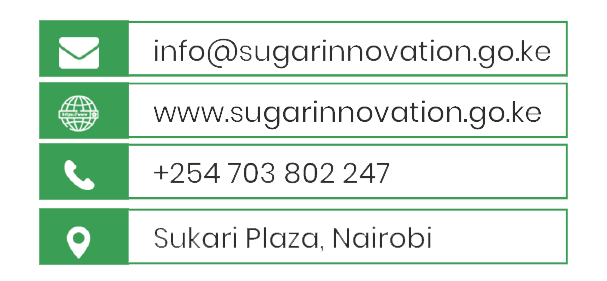 info@sugarinnovation.go.ke
www.sugarinnovation.go.ke
+254 703 802 247
Sukari Plaza, Nairobi